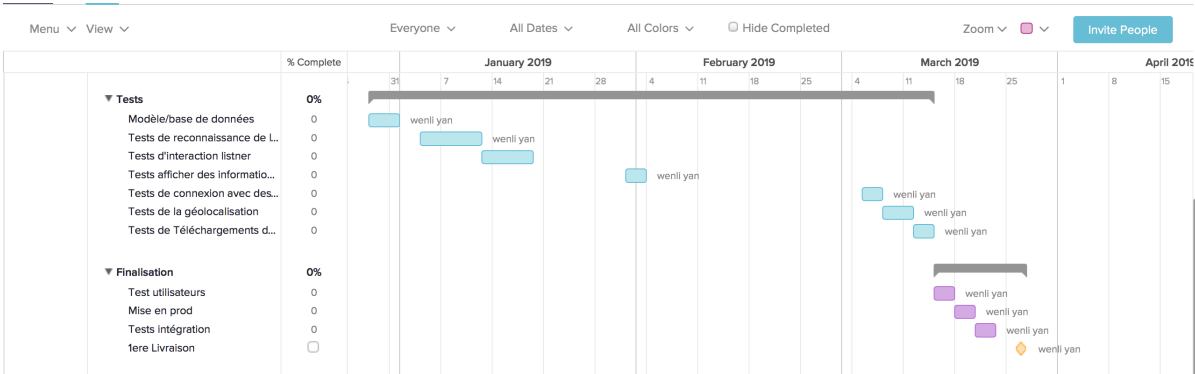 Menu View Everyone All Dates All Colors Hide Completed Zoom Invite People
% Complete January 2019 February 2019 March 2019 April 2019
31 7 14 21 28 4 11 18 25 4 11 18 25 1 8 15
Tests 0%
Modèle/base de données 0 wenli yan
Tests de reconnaissance de l... 0 wenli yan
Tests d'interaction listner 0 wenli yan
Tests afficher des informatio... 0 wenli yan
Tests de connexion avec des... 0 wenli yan
Tests de la géolocalisation 0 wenli yan
Tests de Téléchargements d... 0 wenli yan
Finalisation 0%
Test utilisateurs 0 wenli yan
Mise en prod 0 wenli yan
Tests intégration 0 wenli yan
1ere Livraison wenli yan